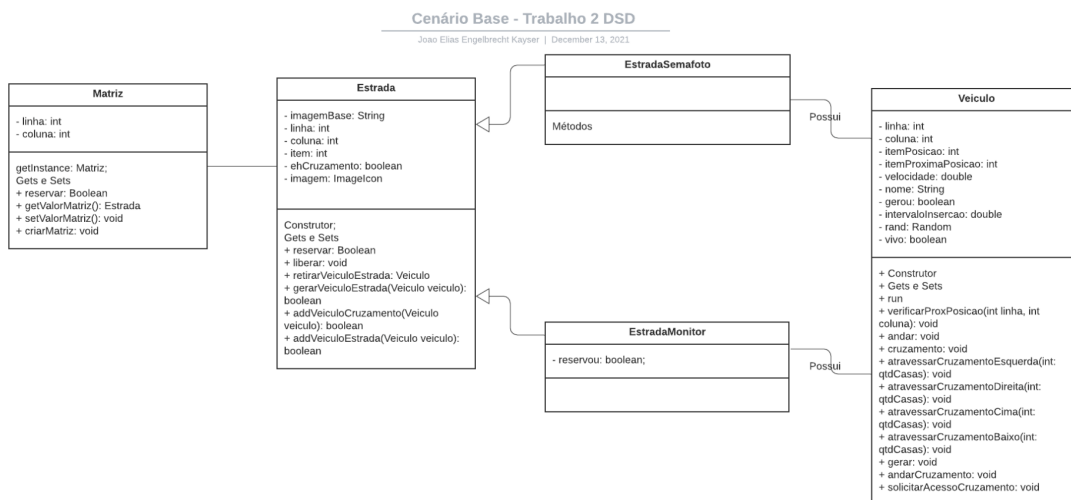 Cenário Base - Trabalho 2 DSD
Joao Elias Engelbrecht Kayser | December 13, 2021
Matriz
- linha: int
- coluna: int
getInstance: Matriz;
Gets e Sets
+ reservar: Boolean
+ getValorMatriz(): Estrada
+ setValorMatriz(): void
+ criarMatriz: void
Estrada
- imagemBase: String
- linha: int
- coluna: int
- item: int
- ehCruzamento: boolean
- imagem: ImageIcon
Construtor;
Gets e Sets
+ reservar: Boolean
+ liberar: void
+ retirarVeiculoEstrada: Veiculo
+ gerarVeiculoEstrada(Veiculo veiculo):
boolean
+ addVeiculoCruzamento(Veiculo
veiculo): boolean
+ addVeiculoEstrada(Veiculo veiculo):
boolean
EstradaSemafoto
Métodos
Possui
EstradaMonitor
- reservou: boolean;
Possui
Veiculo
- linha: int
- coluna: int
- itemPosicao: int
- itemProximaPosicao: int
- velocidade: double
- nome: String
- gerou: boolean
- intervaloInsercao: double
- rand: Random
- vivo: boolean
+ Construtor
+ Gets e Sets
+ run
+ verificarProxPosicao(int linha, int
coluna): void
+ andar: void
+ cruzamento: void
+ atravessarCruzamentoEsquerda(int:
qtdCasas): void
+ atravessarCruzamentoDireita(int:
qtdCasas): void
+ atravessarCruzamentoCima(int:
qtdCasas): void
+ atravessarCruzamentoBaixo(int:
qtdCasas): void
+ gerar: void
+ andarCruzamento: void
+ solicitarAcessoCruzamento: void